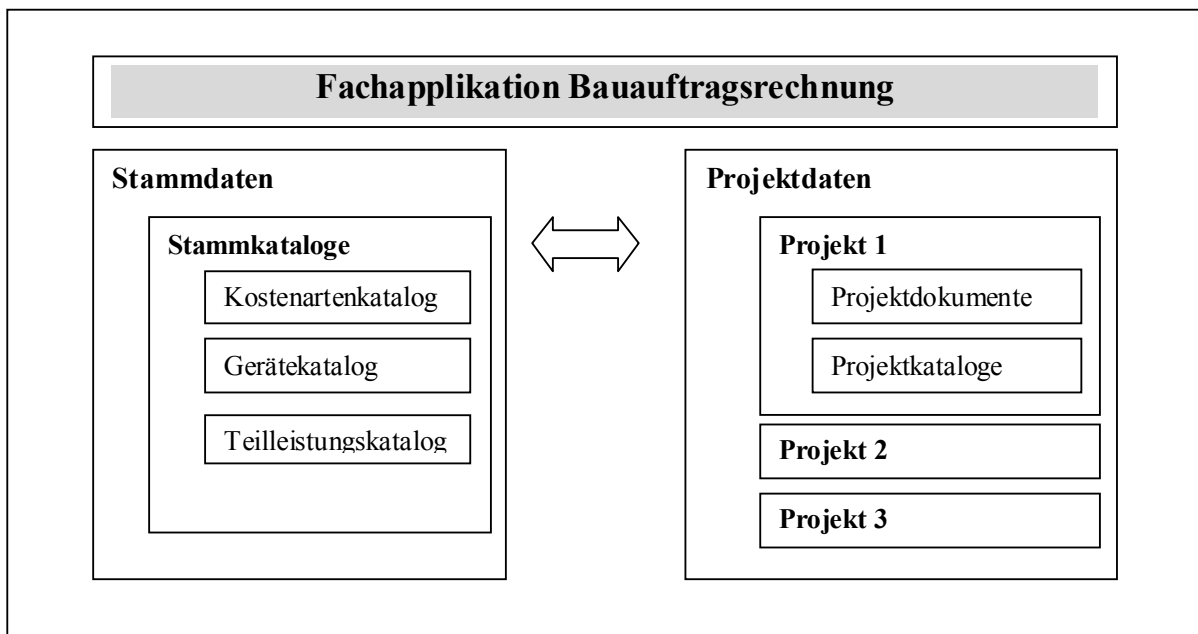 Fachapplikation Bauauftragsrechnung
Stammdaten
Stammkataloge
Kostenartenkatalog
Gerätekatalog
Teilleistungskatalog
Projektdaten
Projekt 1
Projektdokumente
Projektkataloge
Projekt 2
Projekt 3